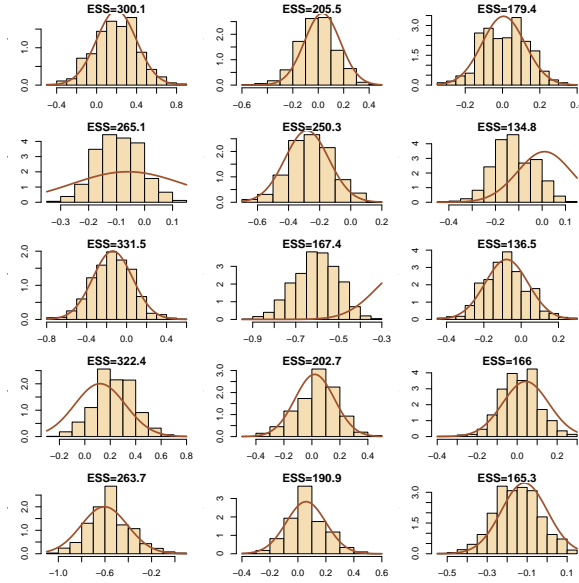 ESS=300.1 ESS=205.5 ESS=179.4
0.0 1.0 0.0 1.0 2.0 0.0 1.5 3.0
-0.4 0.0 0.4 0.8 -0.6 -0.2 0.2 0.4 -0.2 0.0 0.2 0.4
ESS=265.1 ESS=250.3 ESS=134.8
0 1 2 3 4 0.0 1.0 2.0 0 1 2 3 4
-0.3 -0.2 -0.1 0.0 0.1 -0.6 -0.4 -0.2 0.0 0.2 -0.4 -0.2 0.0 0.1
ESS=331.5 ESS=167.4 ESS=136.5
0.0 1.0 2.0 0 1 2 3 0 1 2 3 4
-0.8 -0.4 0.0 0.4 -0.9 -0.7 -0.5 -0.3 -0.4 -0.2 0.0 0.2
ESS=322.4 ESS=202.7 ESS=166
0.0 1.0 2.0 0.0 1.0 2.0 3.0 0 1 2 3 4
-0.2 0.0 0.2 0.4 0.6 0.8 -0.4 -0.2 0.0 0.2 0.4 -0.4 -0.2 0.0 0.2 0.4
ESS=263.7 ESS=190.9 ESS=165.3
0.0 1.0 2.0 0 1 2 3 0.0 1.5 3.0
-1.0 -0.6 -0.2 -0.4 -0.2 0.0 0.2 0.4 0.6 -0.5 -0.3 -0.1 0.1